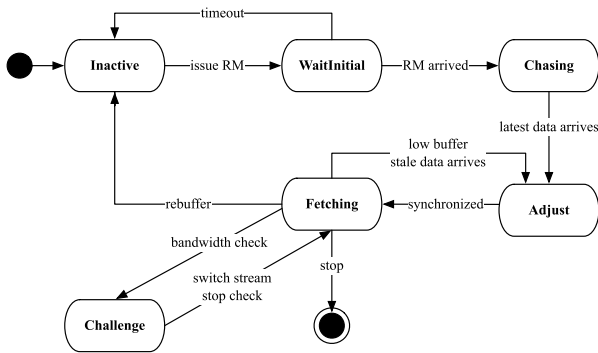 timeout
Inactive
issue RM
WaitInitial
RM arrived
Chasing
latest data arrives
low buffer
stale data arrives
rebuffer
Fetching
synchronized
Adjust
bandwidth check
switch stream
stop check
stop
Challenge